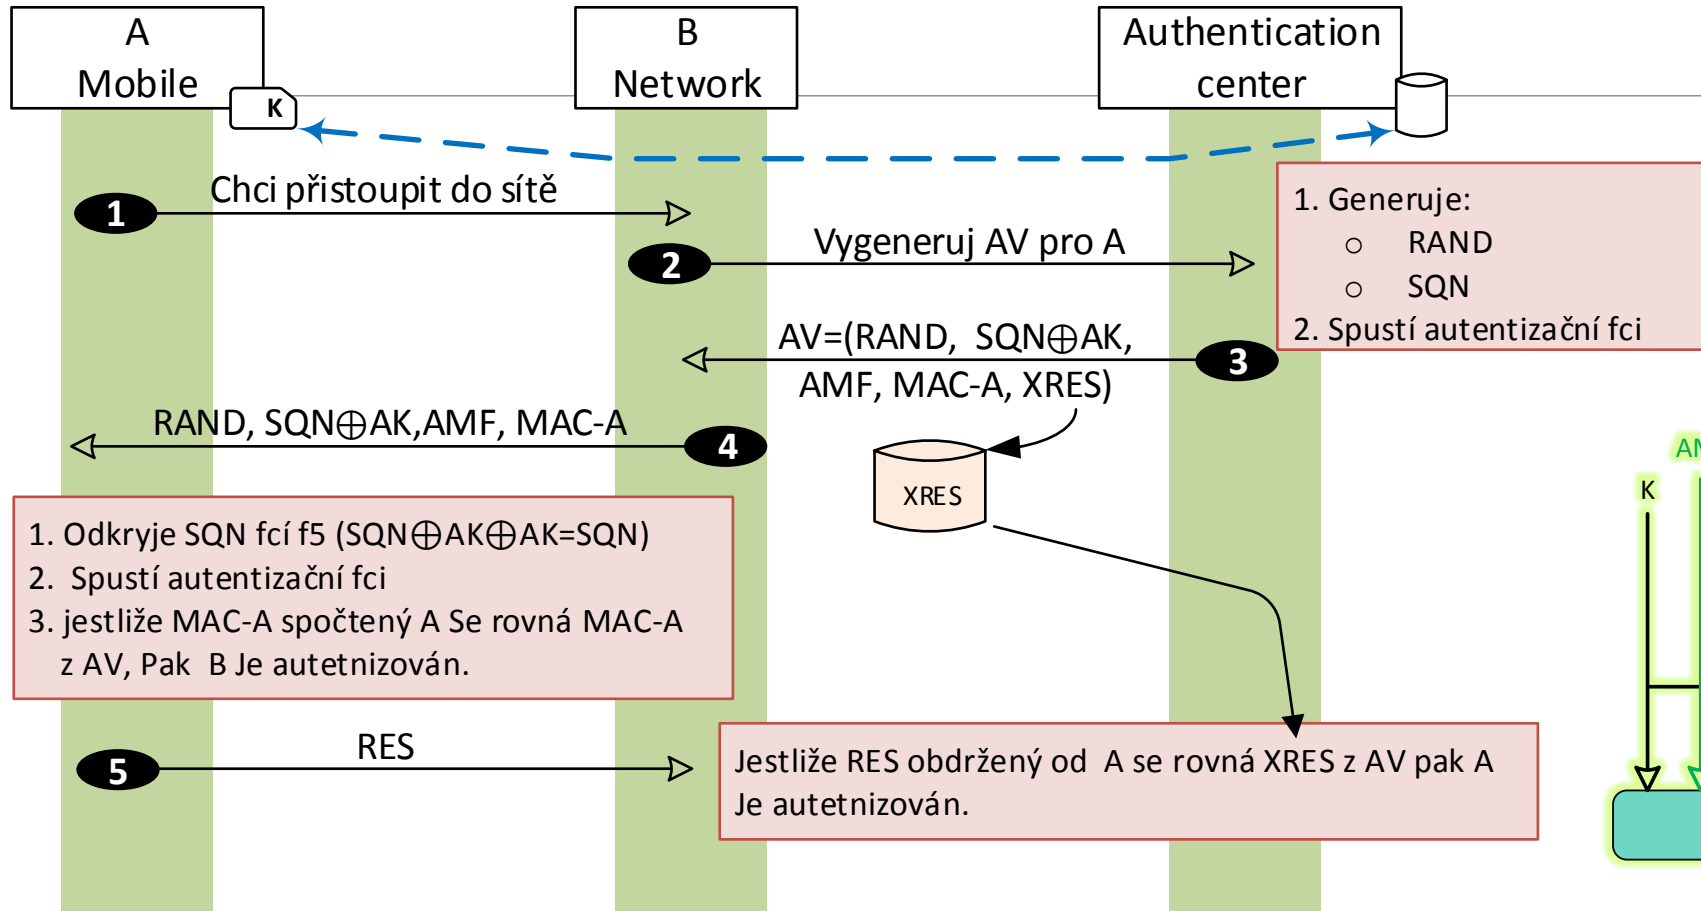 A
Mobile
B
Network
Authentication
center
K
1
Chci přistoupit do sítě
2
Vygeneruj AV pro A
1. Generuje:
o RAND
o SQN
2. Spustí autentizační fci
AV=(RAND, SQN⊕AK,
AMF, MAC-A, XRES)
3
RAND, SQN⊕AK,AMF, MAC-A
4
XRES
K
1. Odkryje SQN fcí f5 (SQN⊕AK⊕AK=SQN)
2. Spustí autentizační fci
3. jestliže MAC-A spočtený A Se rovná MAC-A
z AV, Pak B Je autetnizován.
5
RES
Jestliže RES obdržený od A se rovná XRES z AV pak A
Je autetnizován.